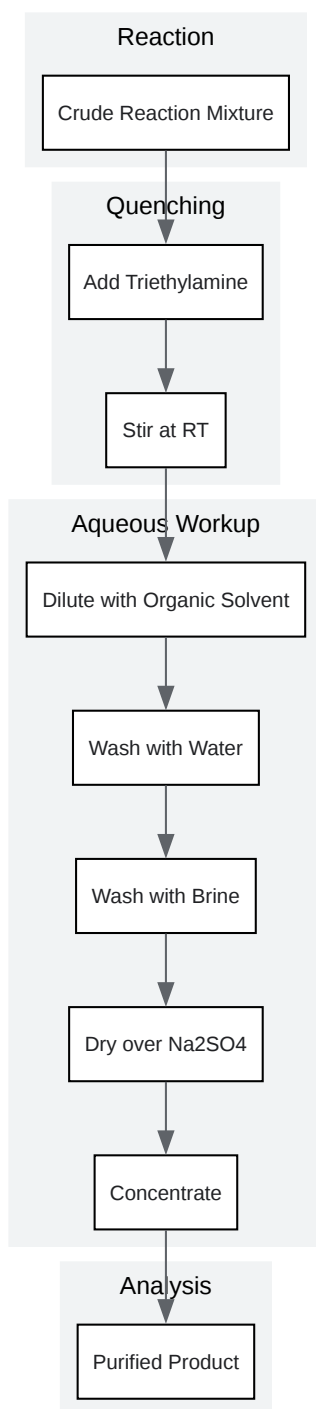 Reaction
Crude Reaction Mixture
Quenching
Add Triethylamine
Stir at RT
Aqueous Workup
Dilute with Organic Solvent
Wash with Water
Wash with Brine
Dry over Na2SO4
Concentrate
Analysis
Purified Product